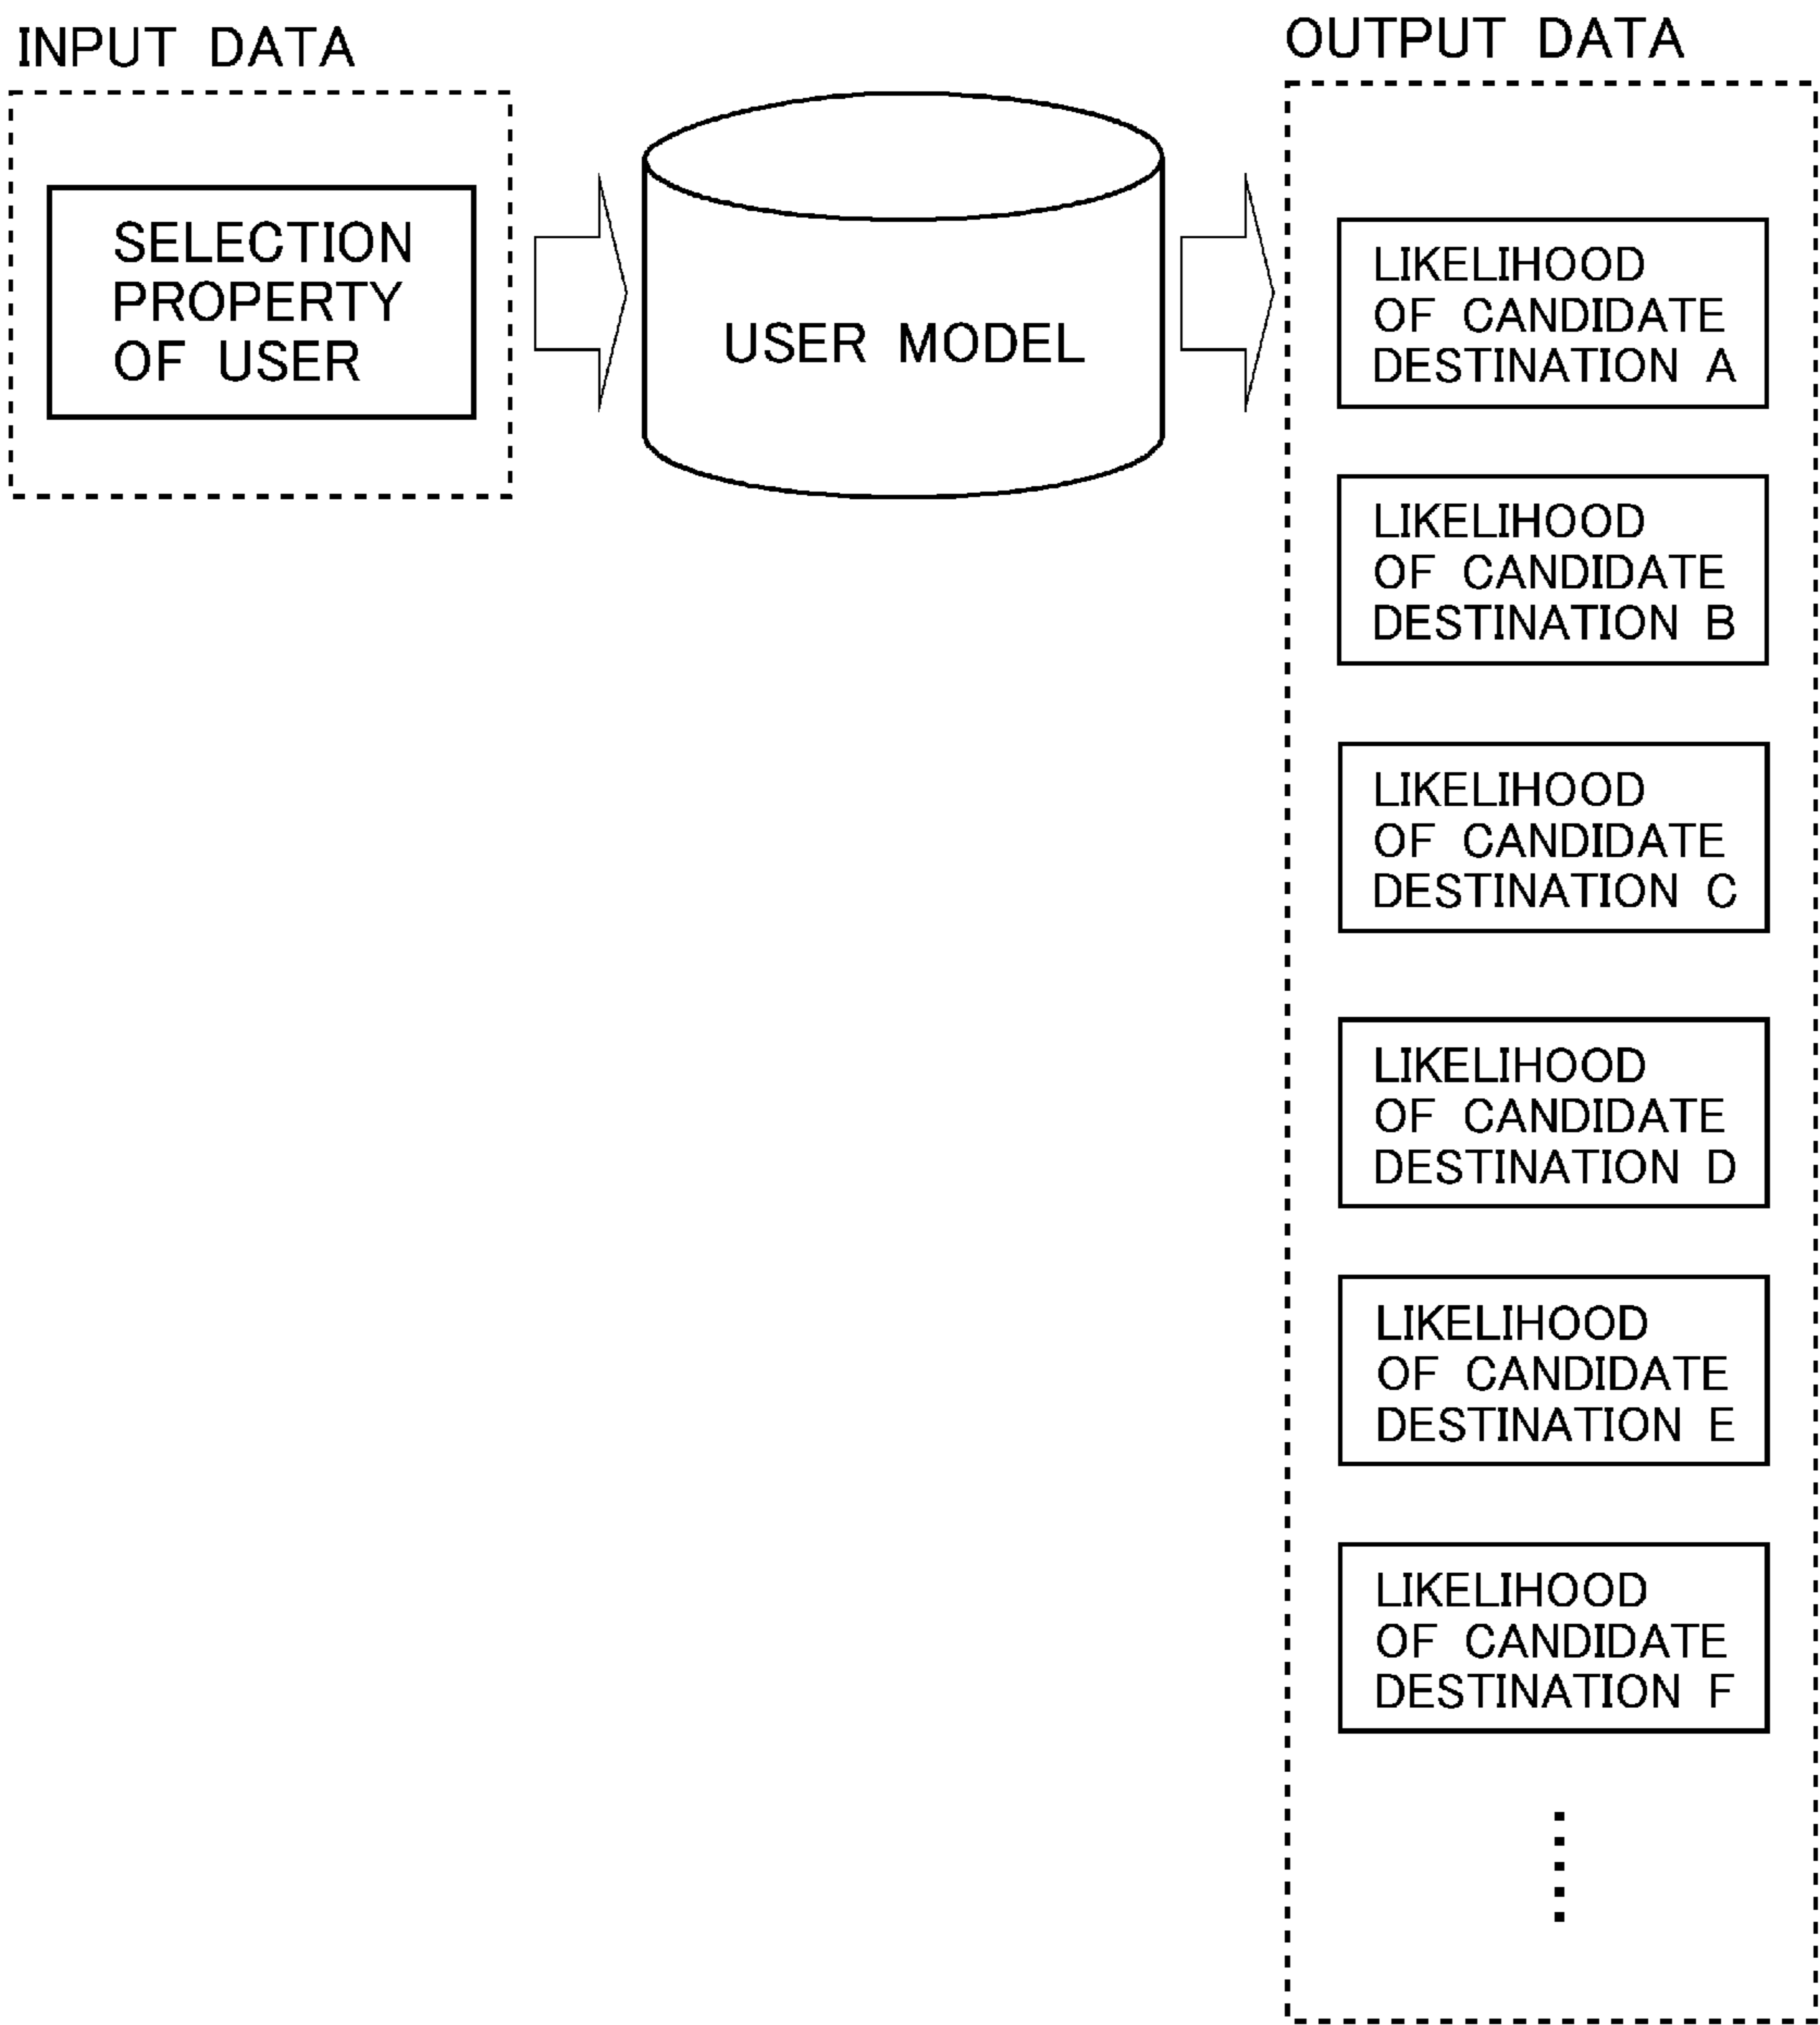 INPUT DATA
SELECTION
PROPERTY
OF USER
USER MODEL
OUTPUT DATA
LIKELIHOOD
OF CANDIDATE
DESTINATION A
LIKELIHOOD
OF CANDIDATE
DESTINATION B
LIKELIHOOD
OF CANDIDATE
DESTINATION C
LIKELIHOOD
OF CANDIDATE
DESTINATION D
LIKELIHOOD
OF CANDIDATE
DESTINATION E
LIKELIHOOD
OF CANDIDATE
DESTINATION F